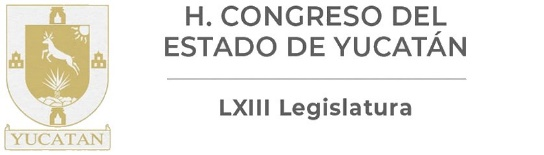 H. CONGRESO DEL
ESTADO DE YUCATÁN
LXIII Legislatura
YUCATAN